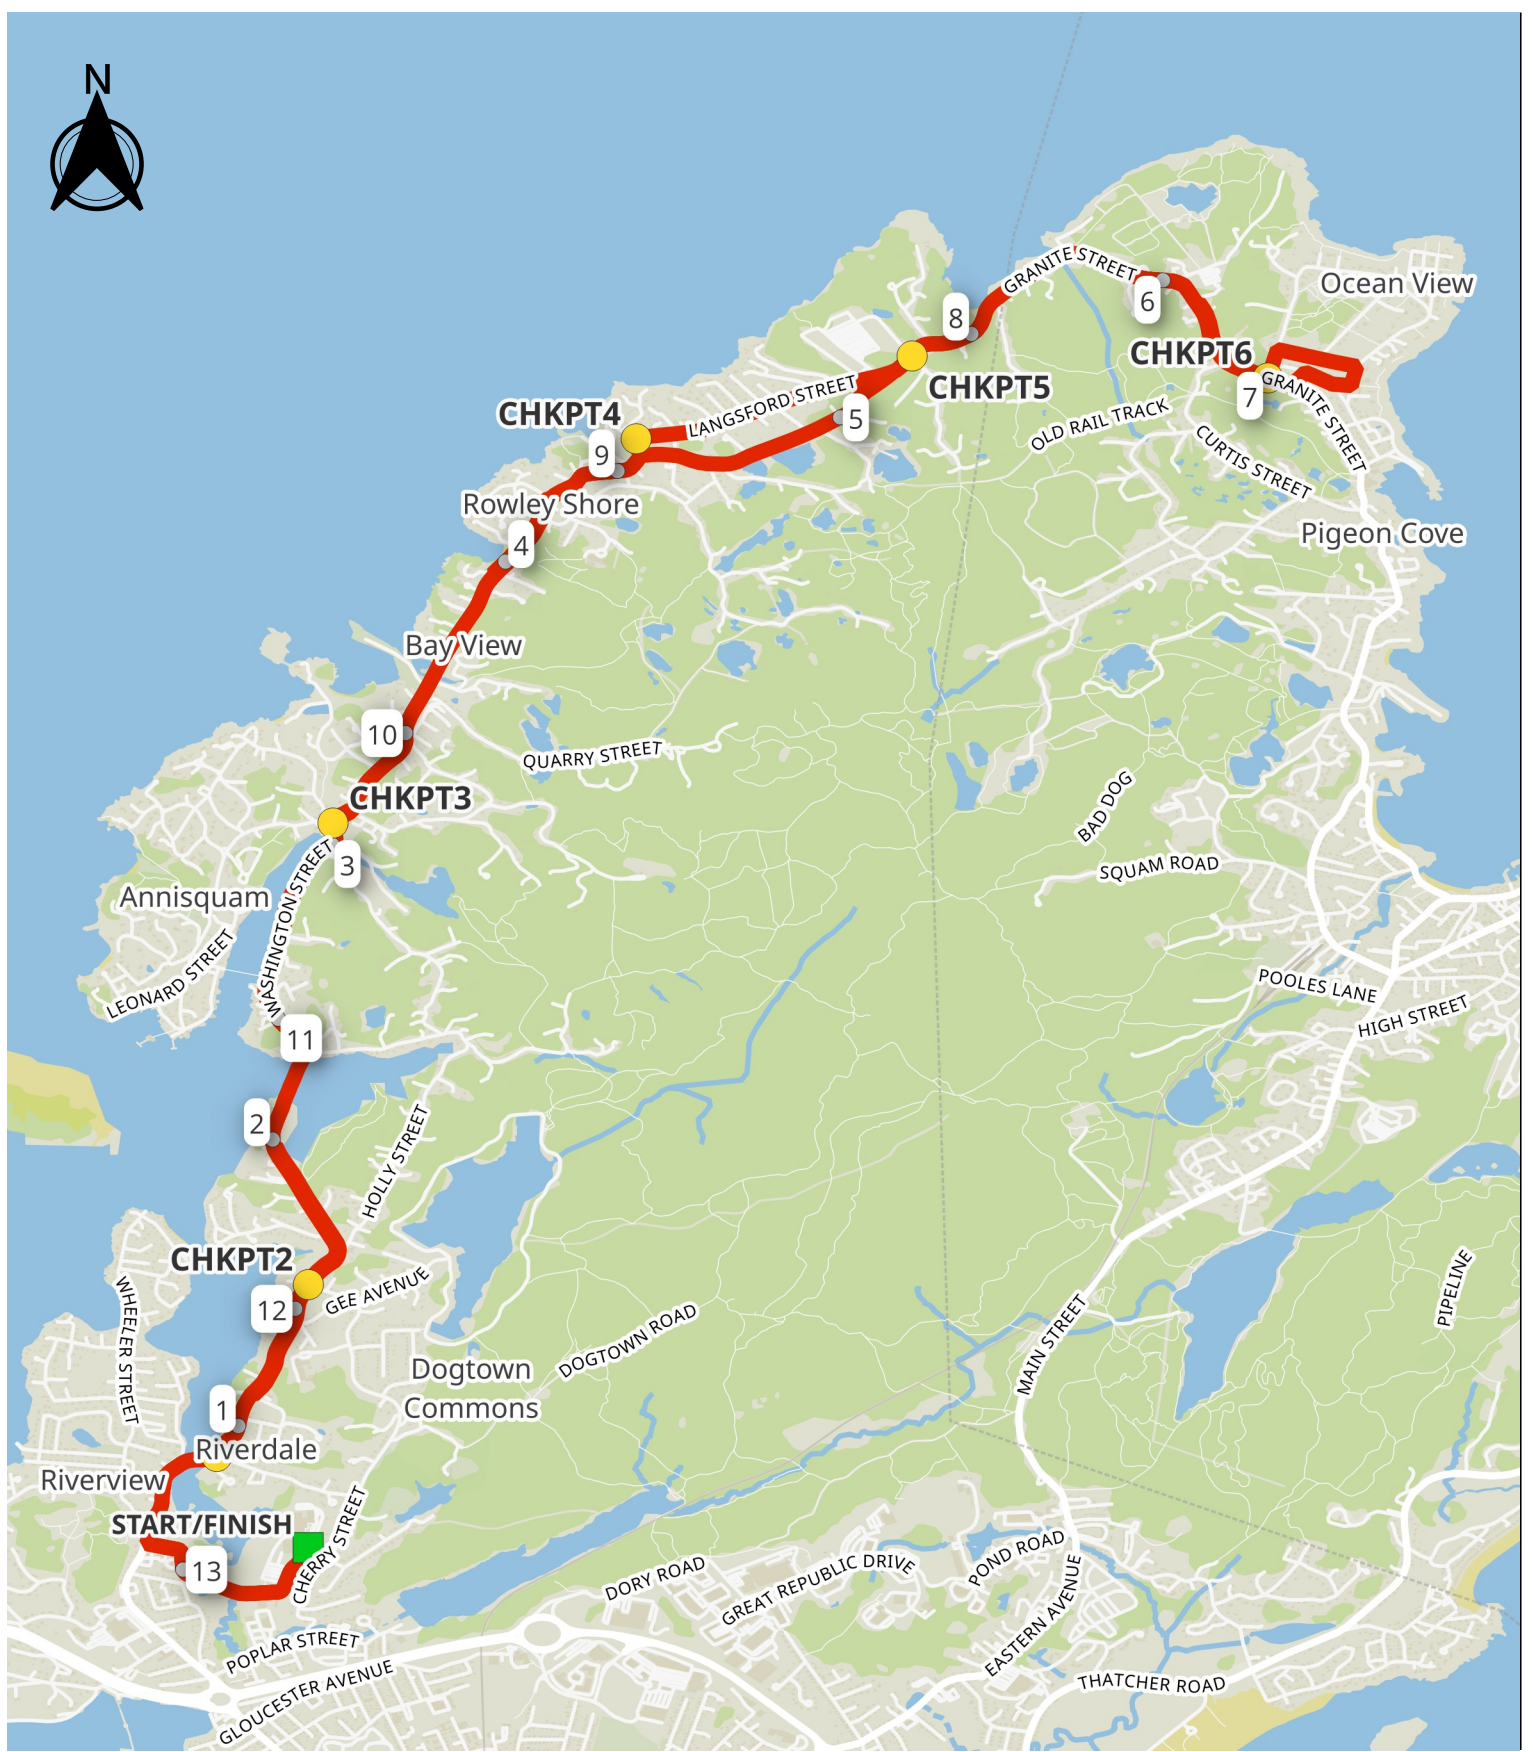 N
Ocean View
GRANITE STREET
6
8
CHKPT6
7
GRANITE STREET
CHKPT5
LANGSFORD STREET
CHKPT4
5
OLD RAIL TRACK
CURTIS STREET
9
Rowley Shore
4
Pigeon Cove
Bay View
10
QUARRY STREET
CHKPT3
BAD DOG
3
SQUAM ROAD
Annisquam
WASHINGTON STREET
LEONARD STREET
POOLES LANE
HIGH STREET
11
2
HOLLY STREET
CHKPT2
12
GEE AVENUE
WHEELER STREET
PIPELINE
DOGTOWN ROAD
MAIN STREET
Dogtown
Commons
1
Riverdale
Riverview
START/FINISH
CHERRY STREET
13
DORY ROAD
GREAT REPUBLIC DRIVE
POND ROAD
EASTERN AVENUE
POPLAR STREET
GLOUCESTER AVENUE
THATCHER ROAD